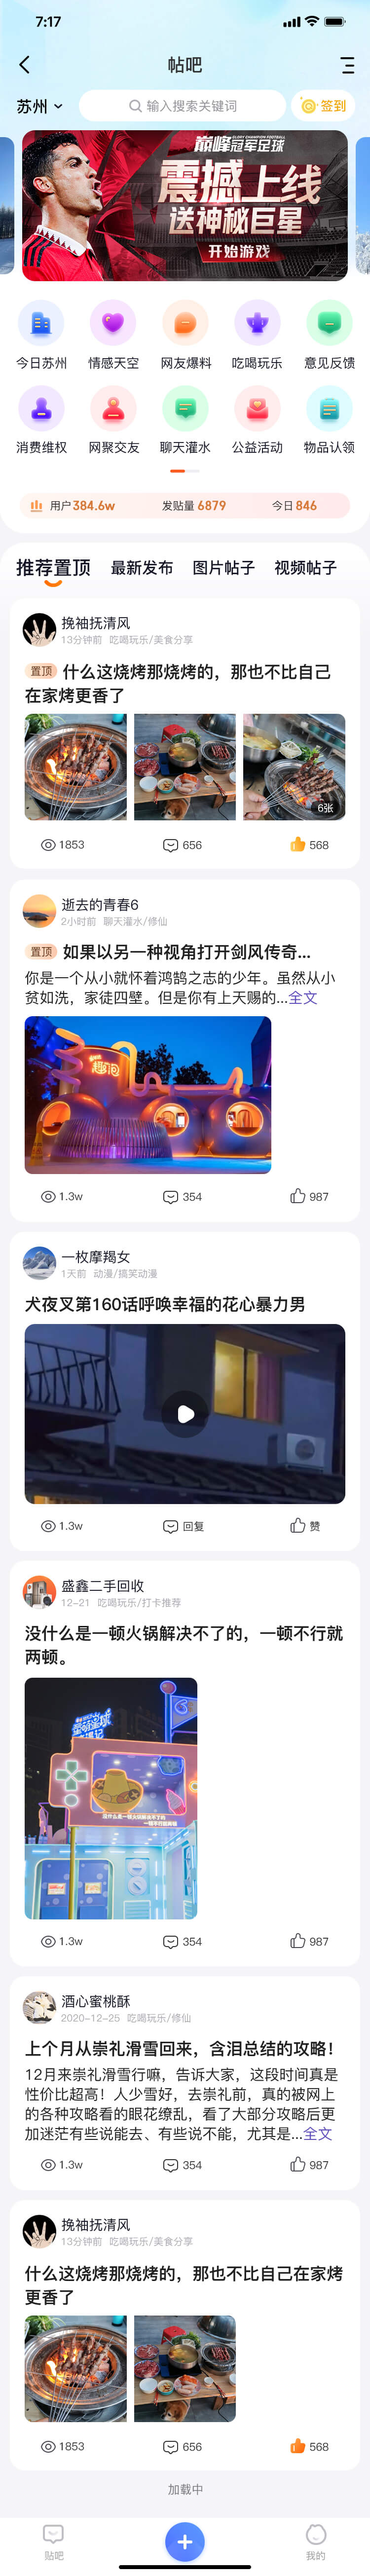 7:17
帖吧
苏州
输入搜索关键词
签到
CHAMPION FOOTBALL
巅峰冠军足球
震撼上线
送神秘巨星
开始游戏
今日苏州
情感天空
网友爆料
吃喝玩乐
意见反馈
消费维权
网聚交友
聊天灌水
公益活动
物品认领
用户384.6w
发贴量 6879
今日 846
推荐置顶
最新发布
图片帖子
视频帖子
挽袖抚清风
13分钟前 吃喝玩乐/美食分享
置顶 什么这烧烤那烧烤的，那也不比自己
在家烤更香了
6张
1853
656
568
逝去的青春6
2小时前 聊天灌水/修仙
置顶 如果以另一种视角打开剑风传奇...
你是一个从小就怀着鸿鹄之志的少年。虽然从小
贫如洗，家徒四壁。但是你有上天赐的...全文
1.3w
354
987
一枚摩羯女
1天前 动漫/搞笑动漫
犬夜叉第160话呼唤幸福的花心暴力男
1.3w
回复
赞
盛鑫二手回收
12-21 吃喝玩乐/打卡推荐
没什么是一顿火锅解决不了的，一顿不行就
两顿。
没什么是一顿火锅解决不了的
1.3w
354
987
酒心蜜桃酥
2020-12-25 吃喝玩乐/修仙
上个月从崇礼滑雪回来，含泪总结的攻略！
12月来崇礼滑雪行嘛，告诉大家，这段时间真是
性价比超高！人少雪好，去崇礼前，真的被网上
的各种攻略看的眼花缭乱，看了大部分攻略后更
加迷茫有些说能去、有些说不能，尤其是...全文
1.3w
354
987
挽袖抚清风
13分钟前 吃喝玩乐/美食分享
什么这烧烤那烧烤的，那也不比自己在家烤
更香了
1853
656
568
加载中
贴吧
我的